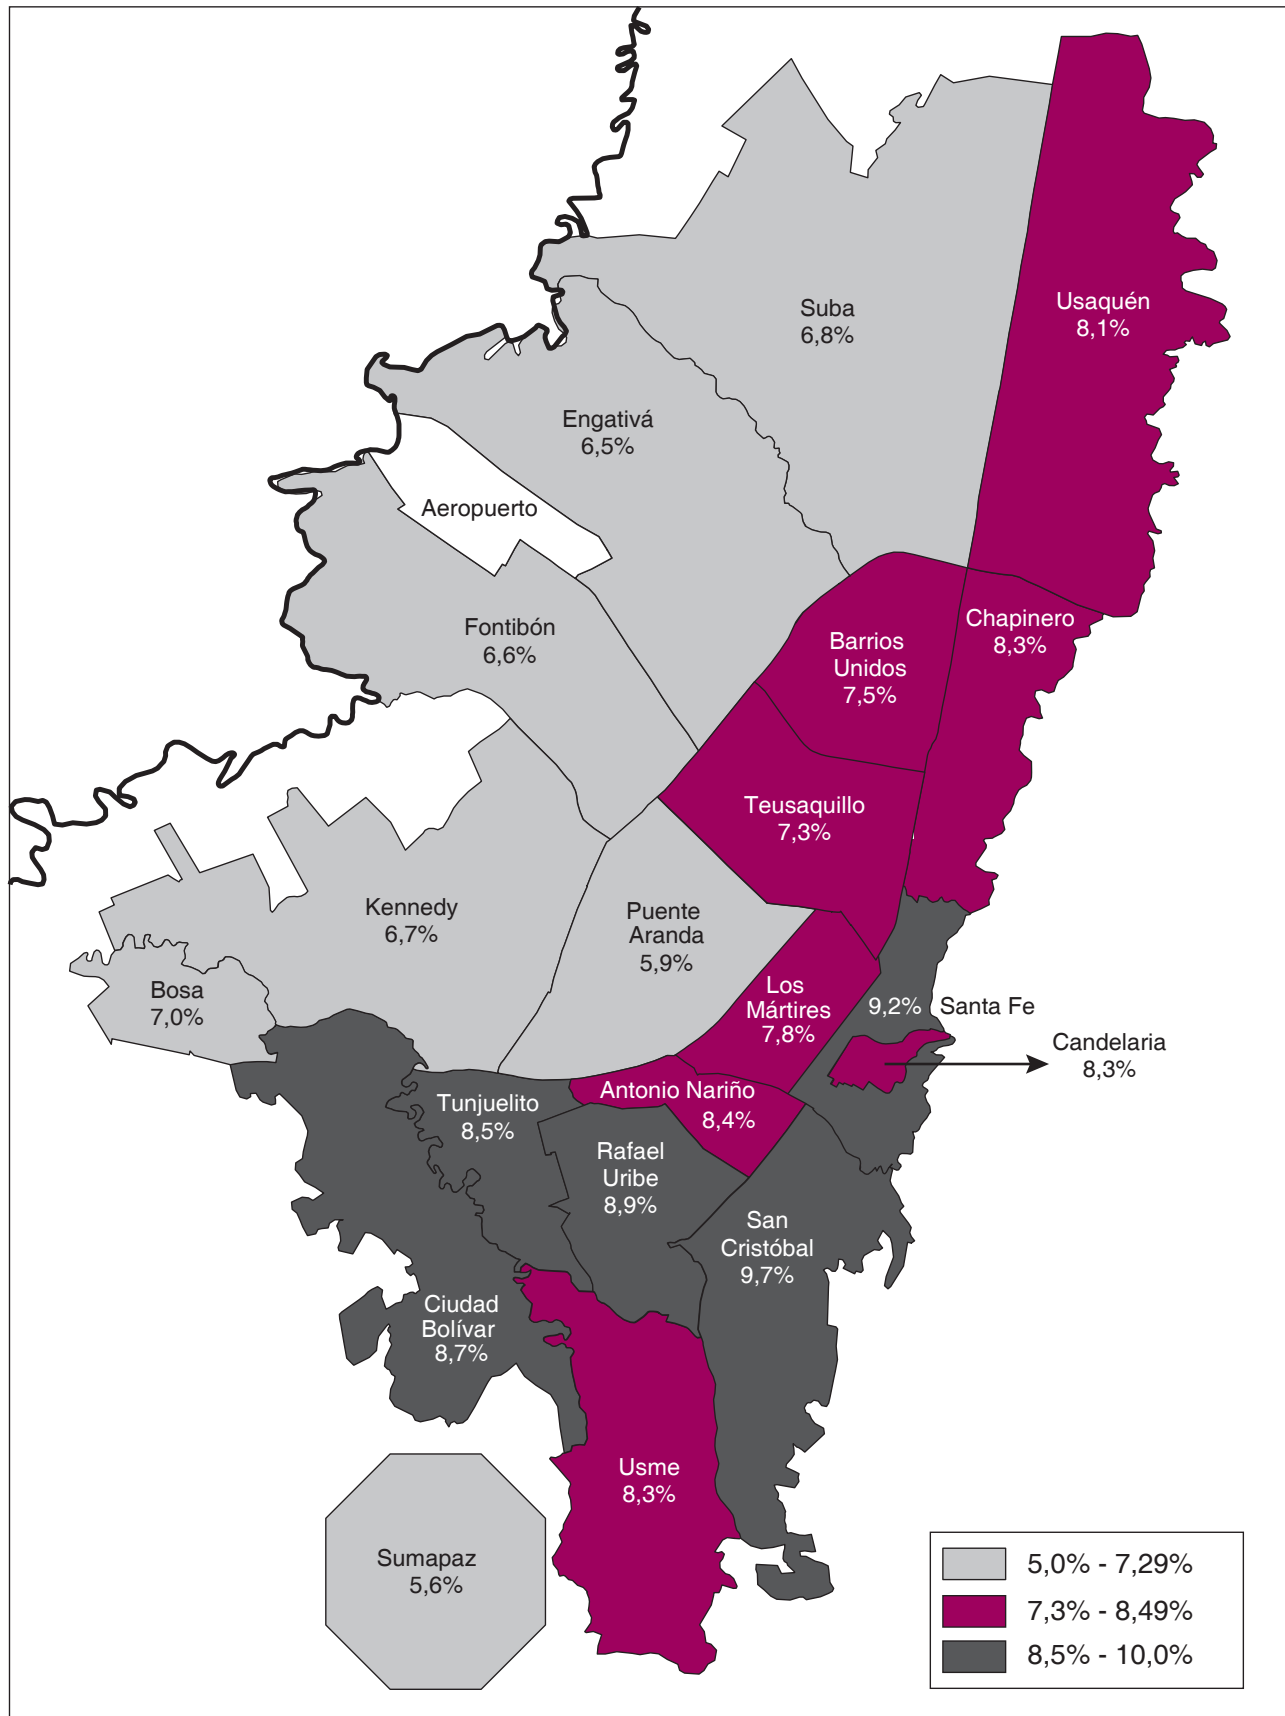 Suba
6,8%
Usaquén
8,1%
Engativá
6,5%
Aeropuerto
Fontibón
6,6%
Barrios
Unidos
7,5%
Chapinero
8,3%
Teusaquillo
7,3%
Kennedy
6,7%
Puente
Aranda
5,9%
Bosa
7,0%
Los
Mártires
7,8%
9,2% Santa Fe
Candelaria
8,3%
Antonio Nariño
8,4%
Tunjuelito
8,5%
Rafael
Uribe
8,9%
San
Cristóbal
9,7%
Ciudad
Bolívar
8,7%
Usme
8,3%
Sumapaz
5,6%
5,0% - 7,29%
7,3% - 8,49%
8,5% - 10,0%